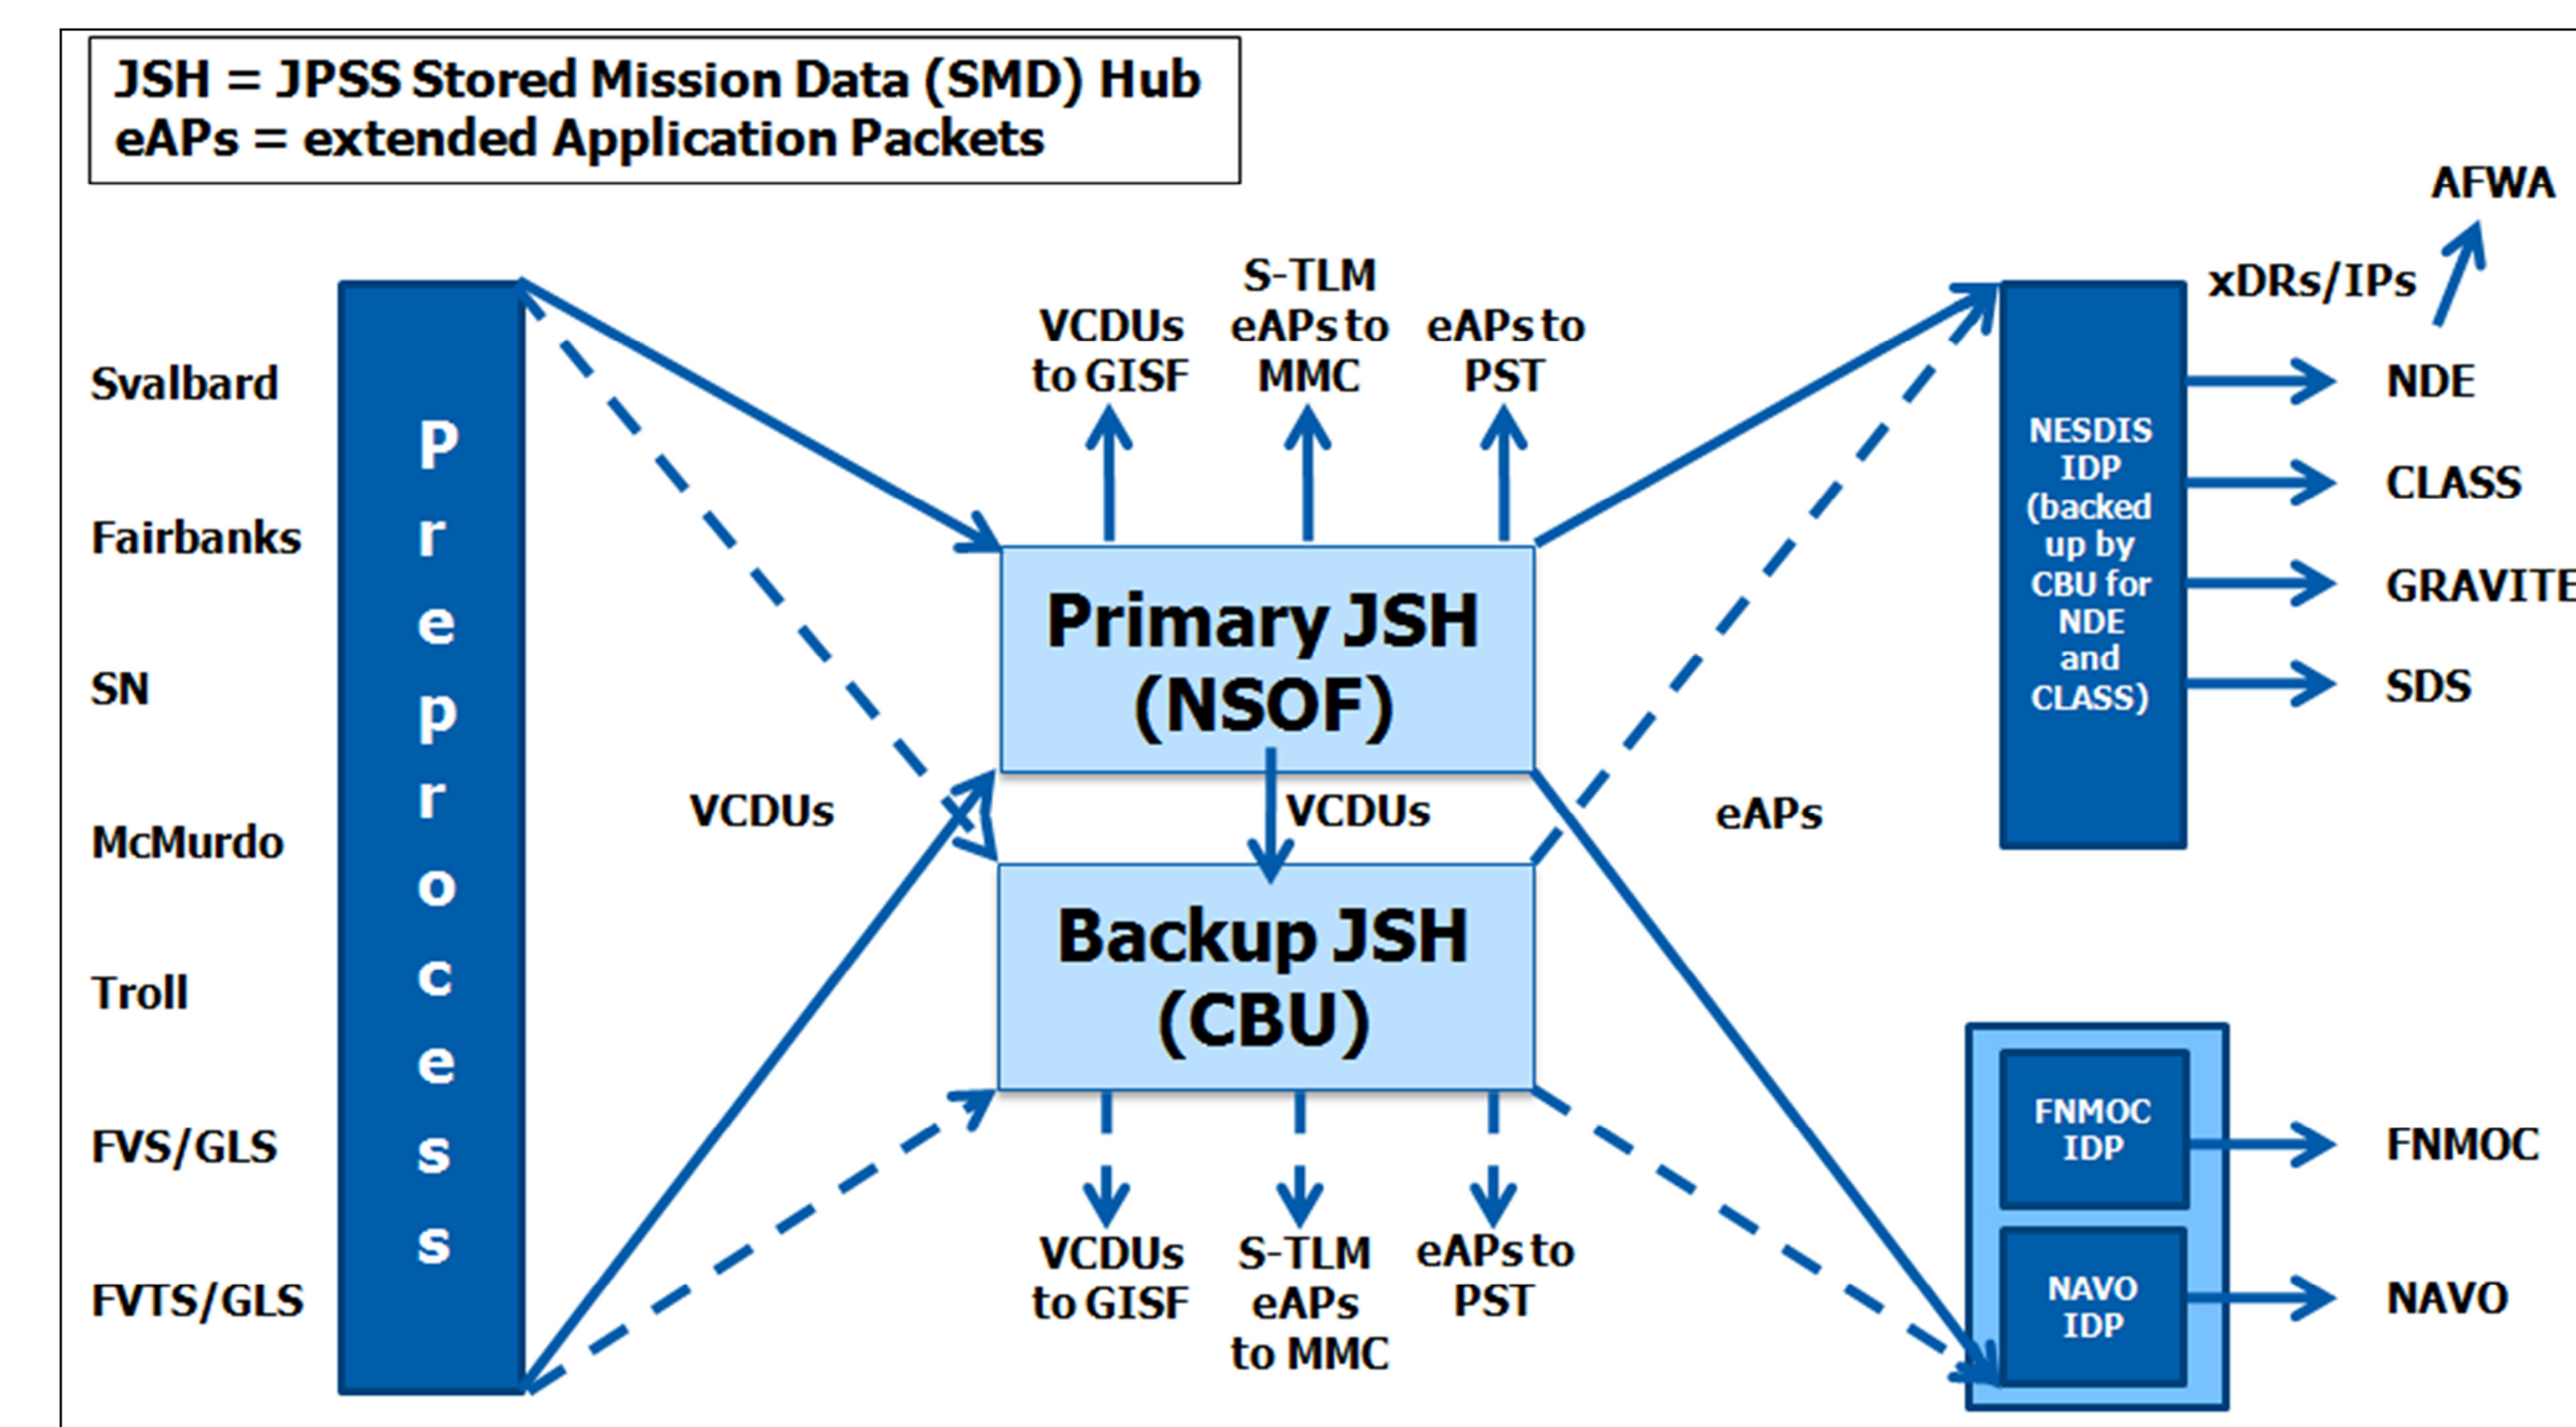 JSH = JPSS Stored Mission Data (SMD) Hub
eAPs = extended Application Packets
Svalbard
Fairbanks
SN
McMurdo
Troll
FVS/GLS
FVTS/GLS
P
r
e
p
r
o
c
e
s
s
VCDUs
VCDUs
to GISF
S-TLM
eAPs to
MMC
eAPs to
PST
Primary JSH
(NSOF)
VCDUs
Backup JSH
(CBU)
VCDUs
to GISF
S-TLM
eAPs
to MMC
eAPs to
PST
eAPs
NESDIS
IDP
(backed
up by
CBU for
NDE
and
CLASS)
xDRs/IPs
AFWA
NDE
CLASS
GRAVITE
SDS
FNMOC
IDP
NAVO
IDP
FNMOC
NAVO